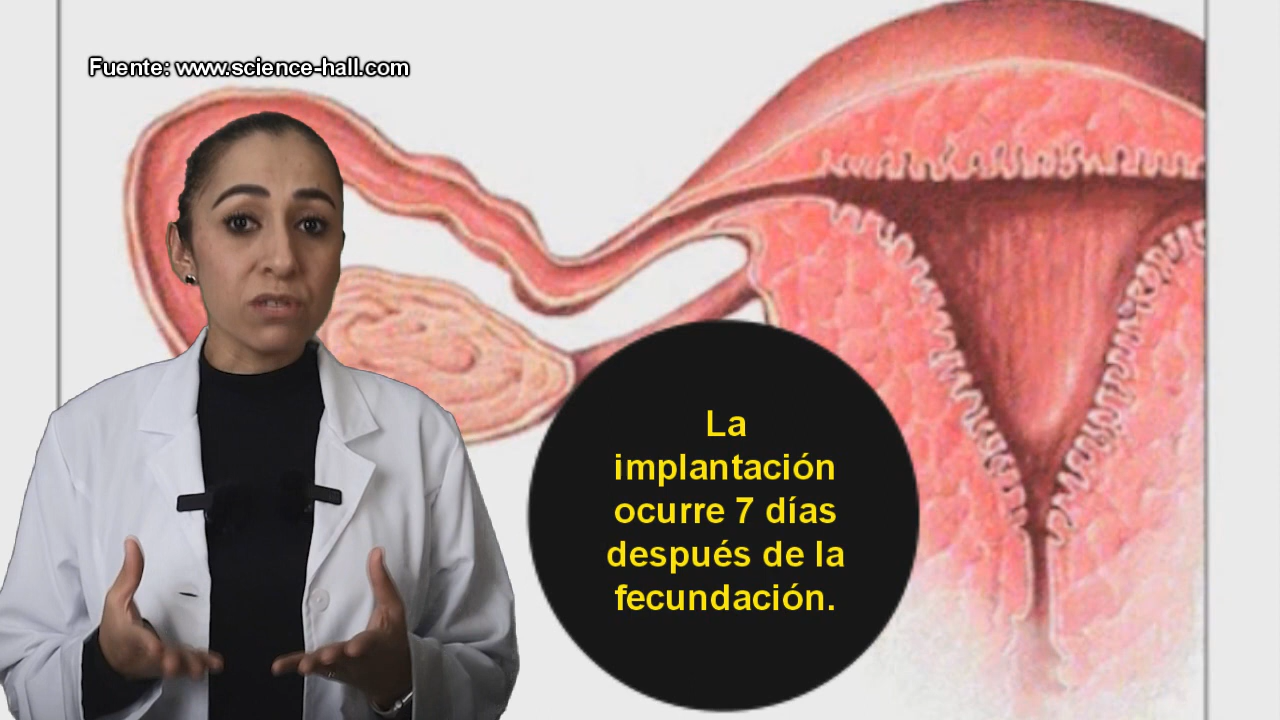 Fuente: www.science-hall.com
La
implantación
ocurre 7 días
después de la
fecundación.